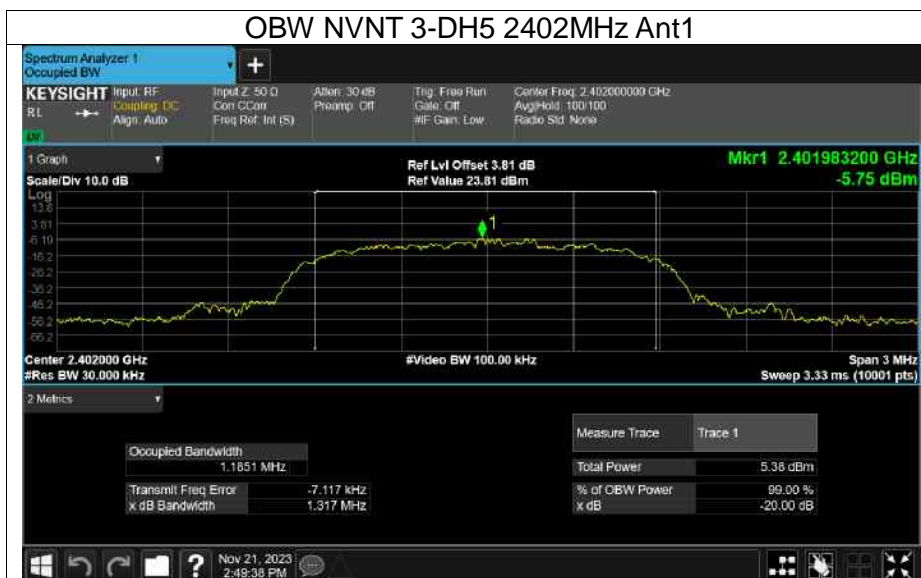 OBW NVNT 3-DH5 2402MHz Ant1
Spectrum Analyzer 1
Occupied BW
+
KEYSIGHT Input: RF Input Z: 50 Ω Atten: 30 dB Trig: Free Run Center Freq: 2.402000000 GHz
RL Coupling: DC Corr CCorr Preamp: Off Gate: Off Avg|Hold: 100/100
Align: Auto Freq Ref: Int (S) #IF Gain: Low Radio Std: None
1 Graph
Ref Lvl Offset 3.81 dB
Mkr1 2.401983200 GHz
Scale/Div 10.0 dB
Ref Value 23.81 dBm
-5.75 dBm
Log
13.8
3.81
-6.19
-16.2
-26.2
-36.2
-46.2
-56.2
-66.2
1
Center 2.402000 GHz #Video BW 100.00 kHz Span 3 MHz
#Res BW 30.000 kHz Sweep 3.33 ms (10001 pts)
2 Metrics
Measure Trace Trace 1
Occupied Bandwidth
1.1851 MHz
Total Power 5.38 dBm
Transmit Freq Error -7.117 kHz
% of OBW Power 99.00 %
x dB Bandwidth 1.317 MHz
x dB -20.00 dB
?
Nov 21, 2023
2:49:38 PM